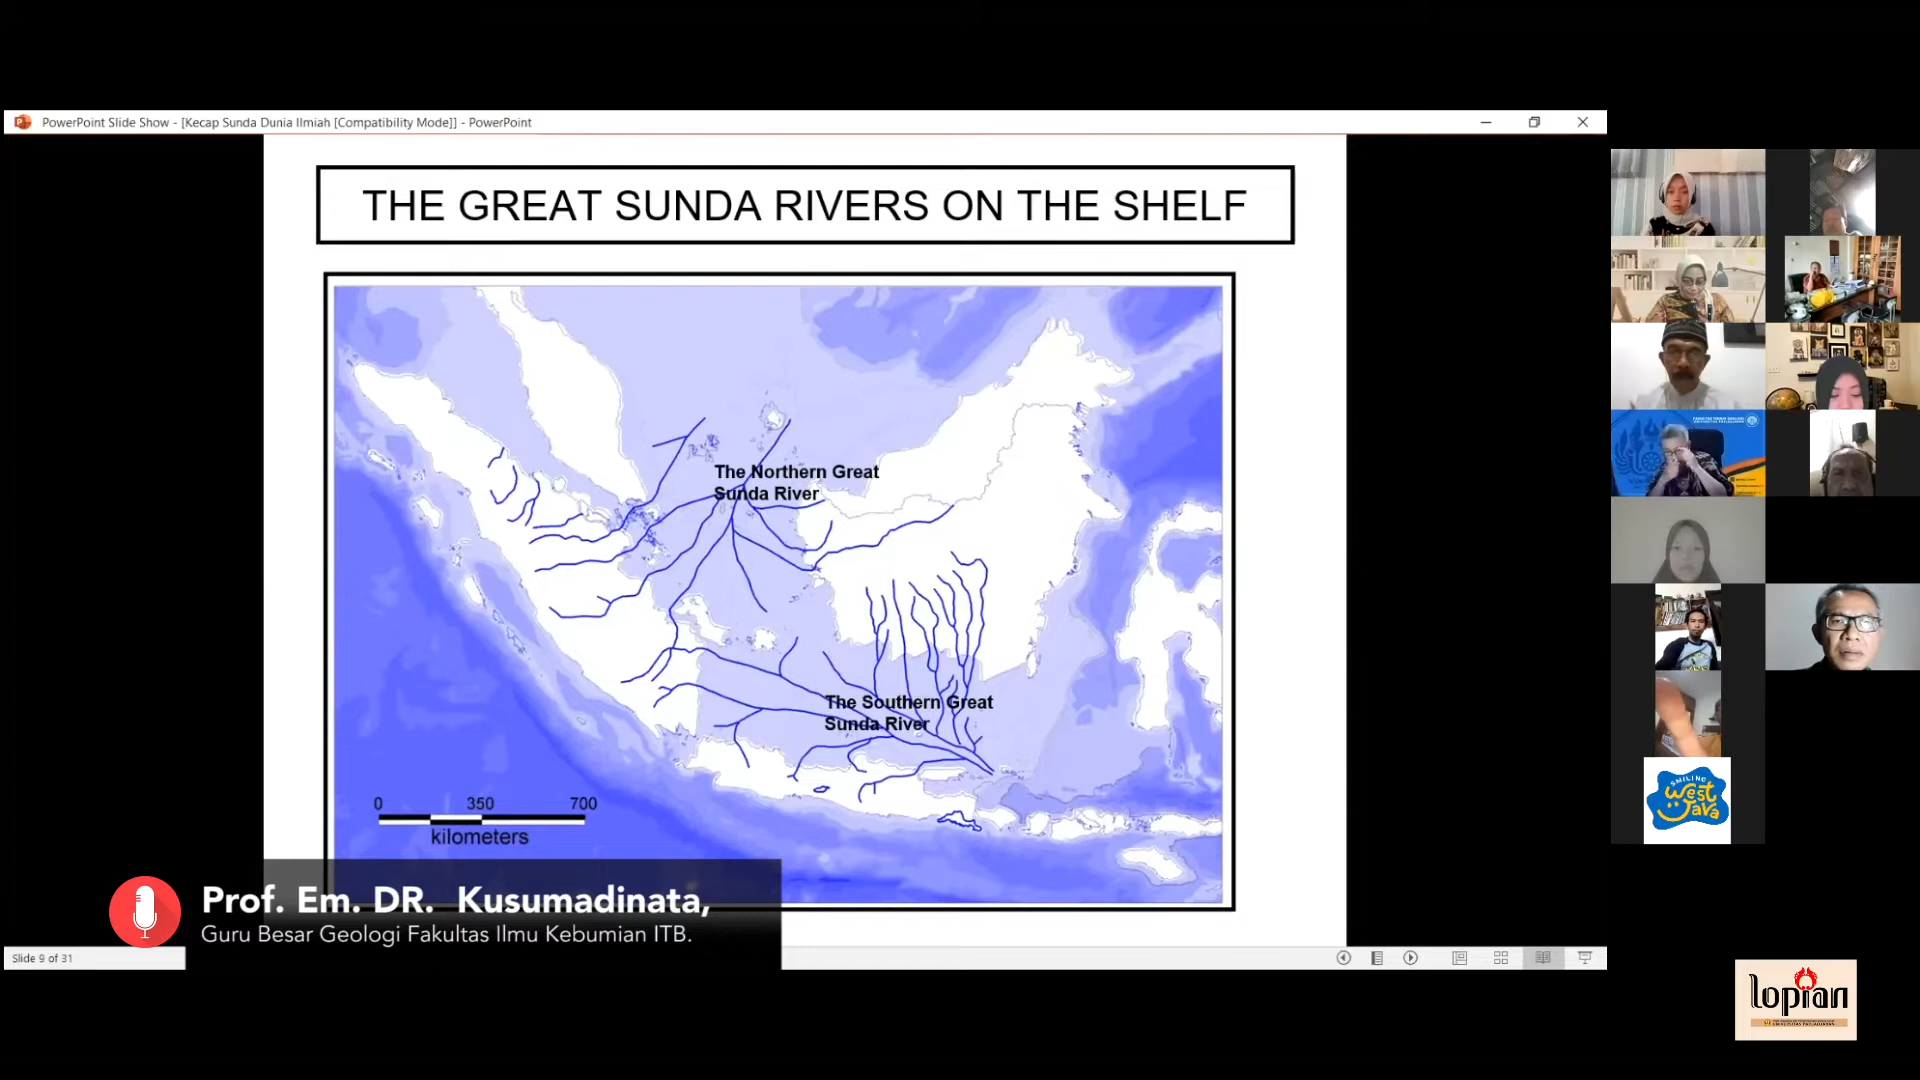 PowerPoint Slide Show - [Kecap Sunda Dunia Ilmiah [Compatibility Mode]] - PowerPoint
THE GREAT SUNDA RIVERS ON THE SHELF
The Northern Great
Sunda River
The Southern Great
Sunda River
0 350 700
kilometers
Prof. Em. DR. Kusumadinata,
Guru Besar Geologi Fakultas Ilmu Kebumian ITB.
Slide 9 of 31
SMILING
West
Java
lopian